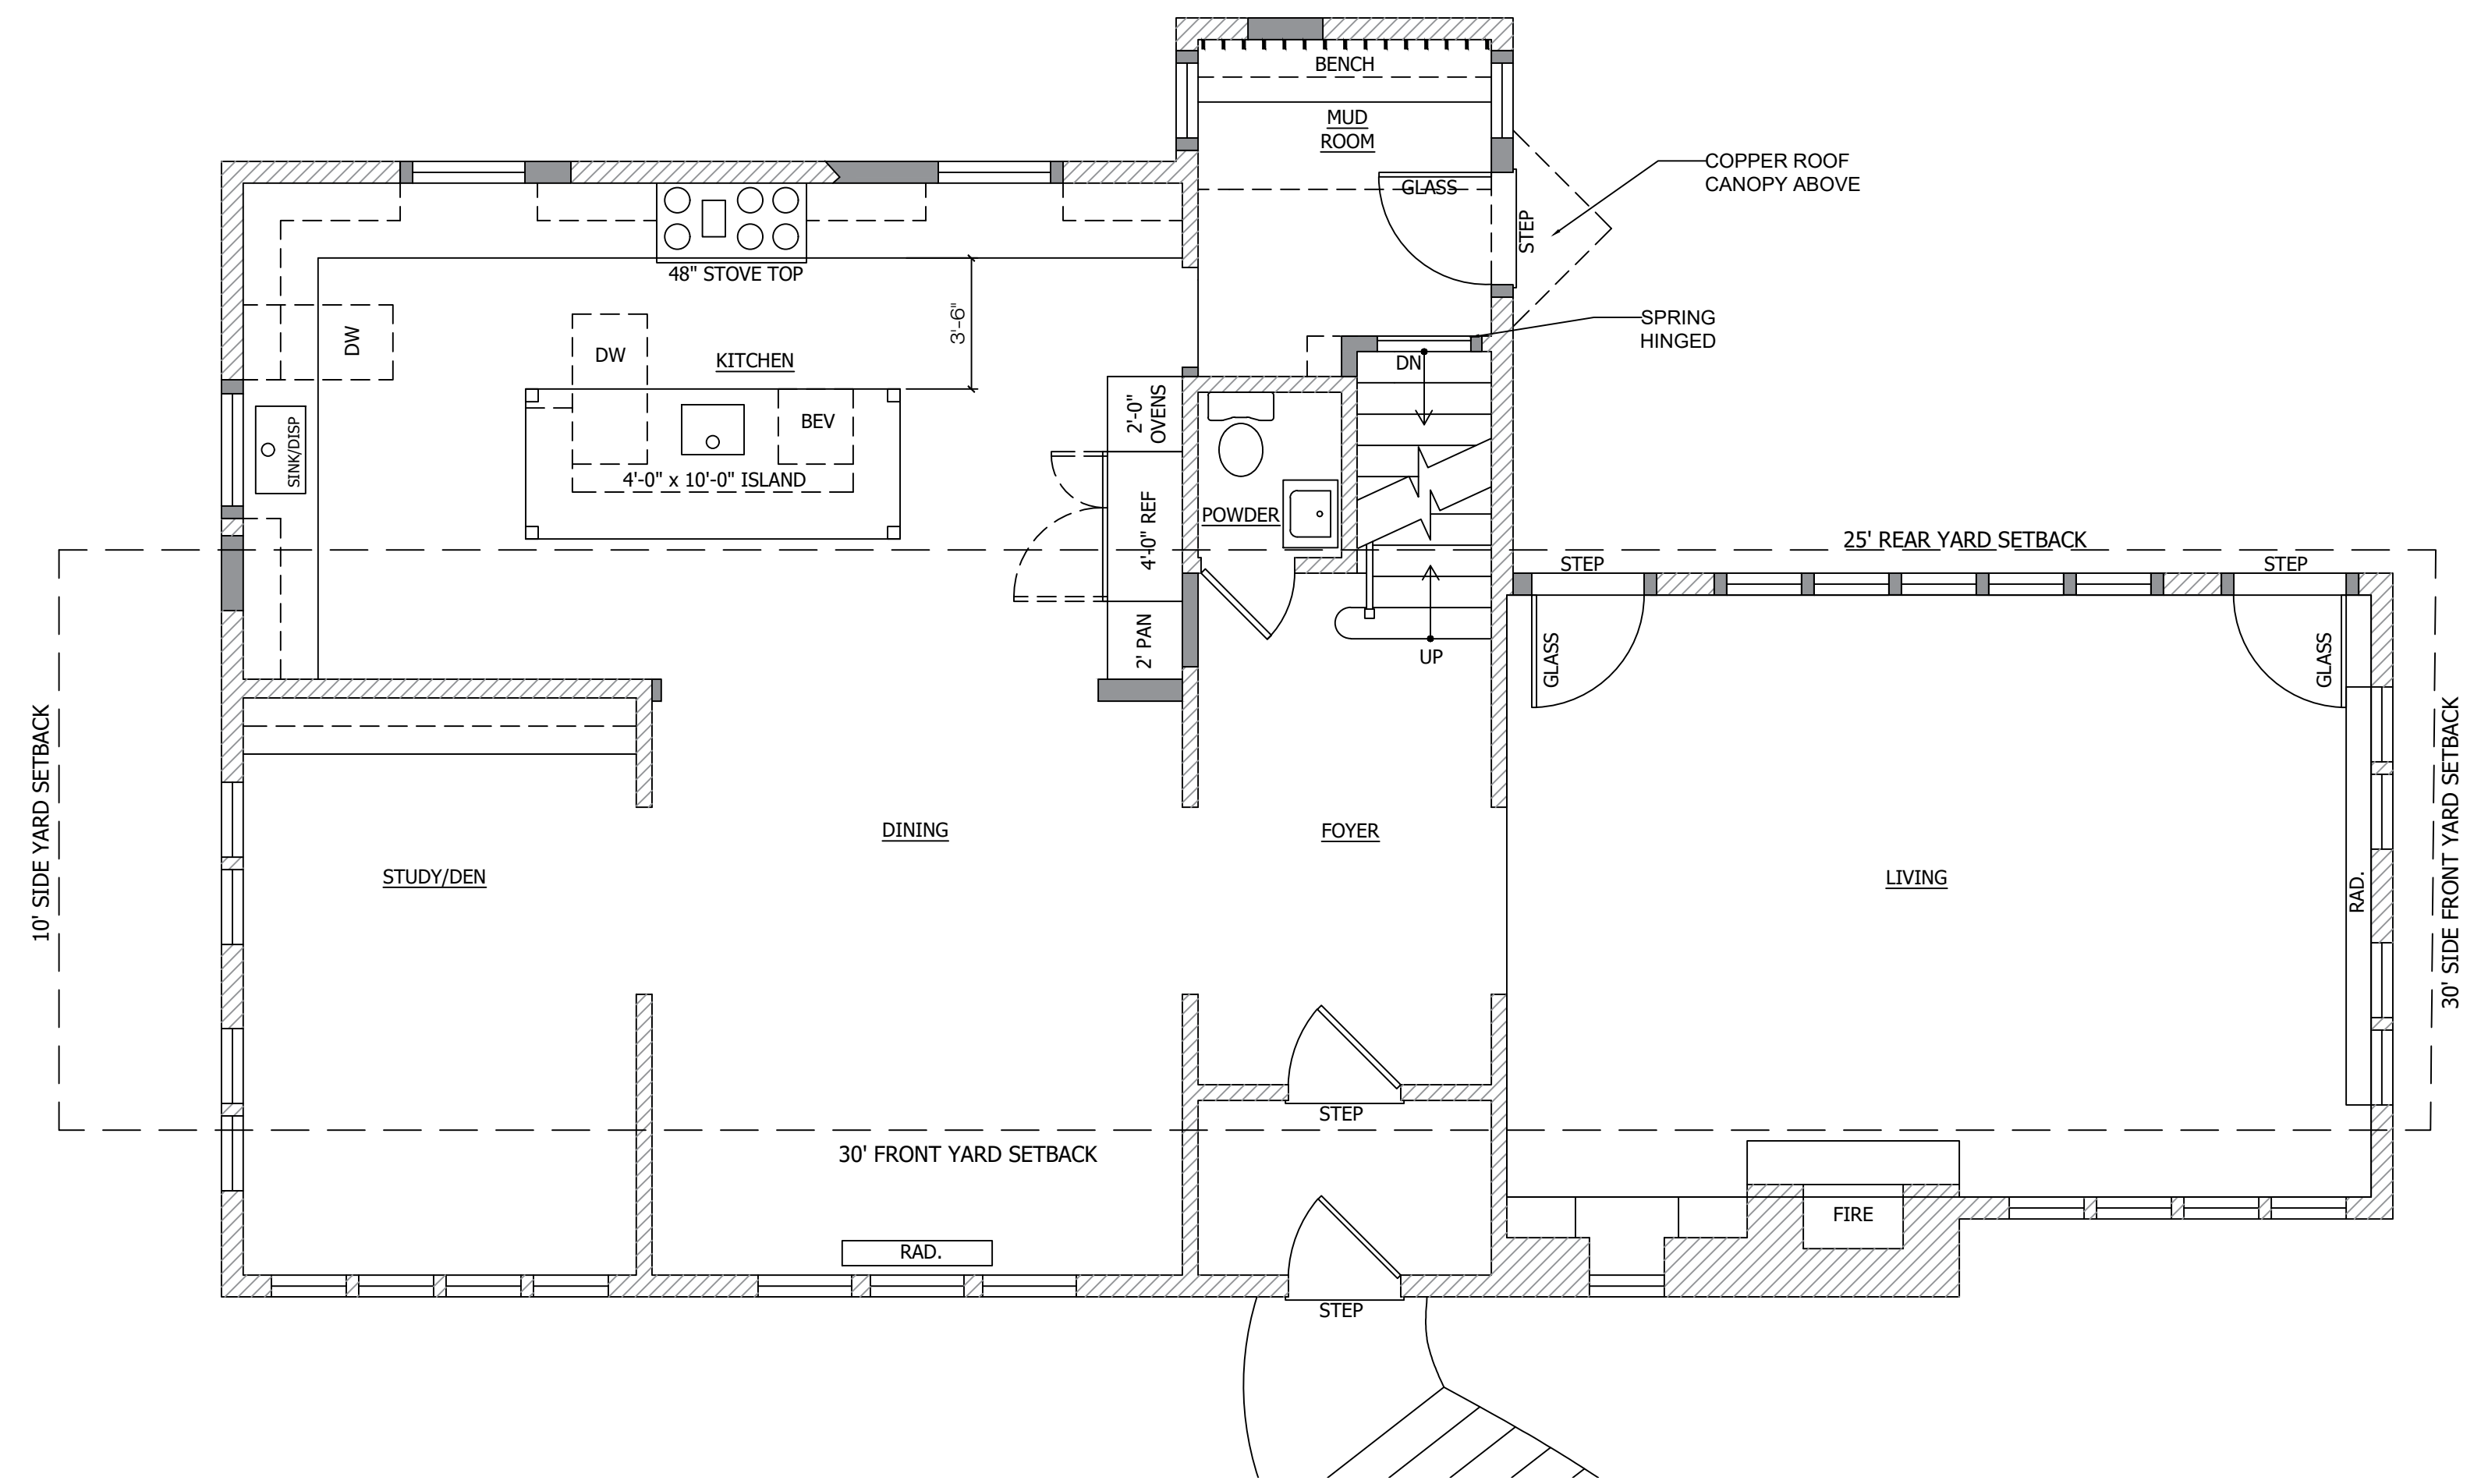 BENCH
MUD
ROOM
COPPER ROOF
CANOPY ABOVE
GLASS
STEP
48" STOVE TOP
3'-6"
SPRING
HINGED
DW
DW
KITCHEN
DN
2'-0"
OVENS
BEV
SINK/DISP
4'-0" x 10'-0" ISLAND
4'-0" REF
POWDER
25' REAR YARD SETBACK
STEP
STEP
2' PAN
UP
GLASS
GLASS
10' SIDE YARD SETBACK
30' SIDE FRONT YARD SETBACK
DINING
FOYER
STUDY/DEN
LIVING
RAD.
STEP
30' FRONT YARD SETBACK
FIRE
RAD.
STEP